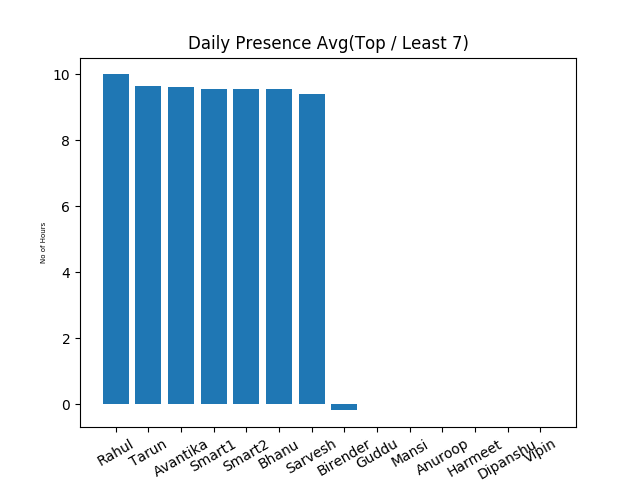 Daily Presence Avg(Top / Least 7)
10
8
6
4
2
0
No of Hours
Rahul
Tarun
Avantika
Smart1
Smart2
Bhanu
Sarvesh
Birender
Guddu
Mansi
Anuroop
Harmeet
Dipanshu
Vipin